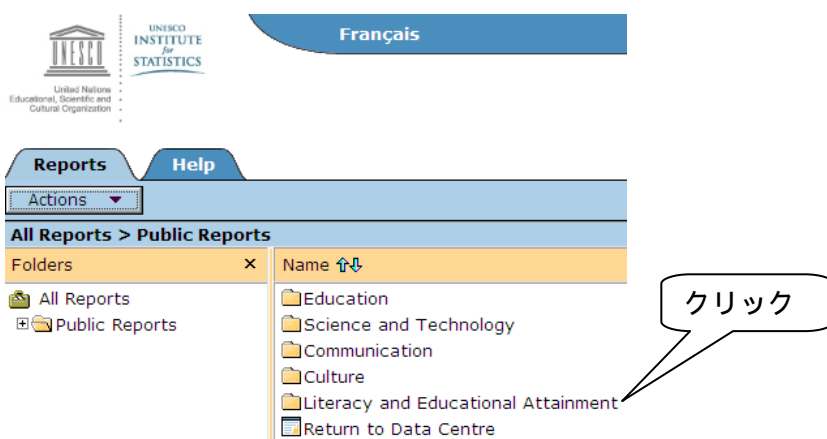 UNESCO
INSTITUTE
for
STATISTICS
UNESCO
United Nations
Educational, Scientific and
Cultural Organization
Français
Reports
Help
Actions
All Reports > Public Reports
Folders x
Name
All Reports
Public Reports
Education
Science and Technology
Communication
Culture
Literacy and Educational Attainment
Return to Data Centre
クリック